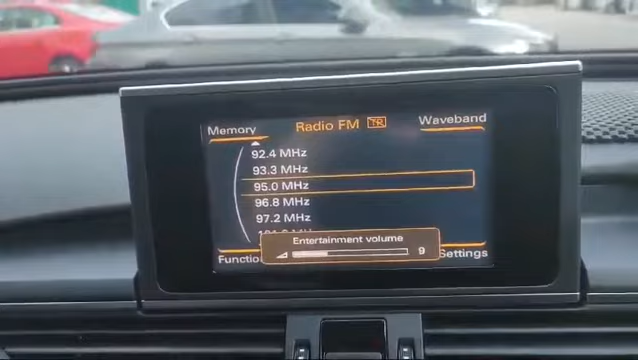 Memory
Radio FM TP
Waveband
92.4 MHz
93.3 MHz
95.0 MHz
96.8 MHz
97.2 MHz
Entertainment volume
9
Functio
Settings